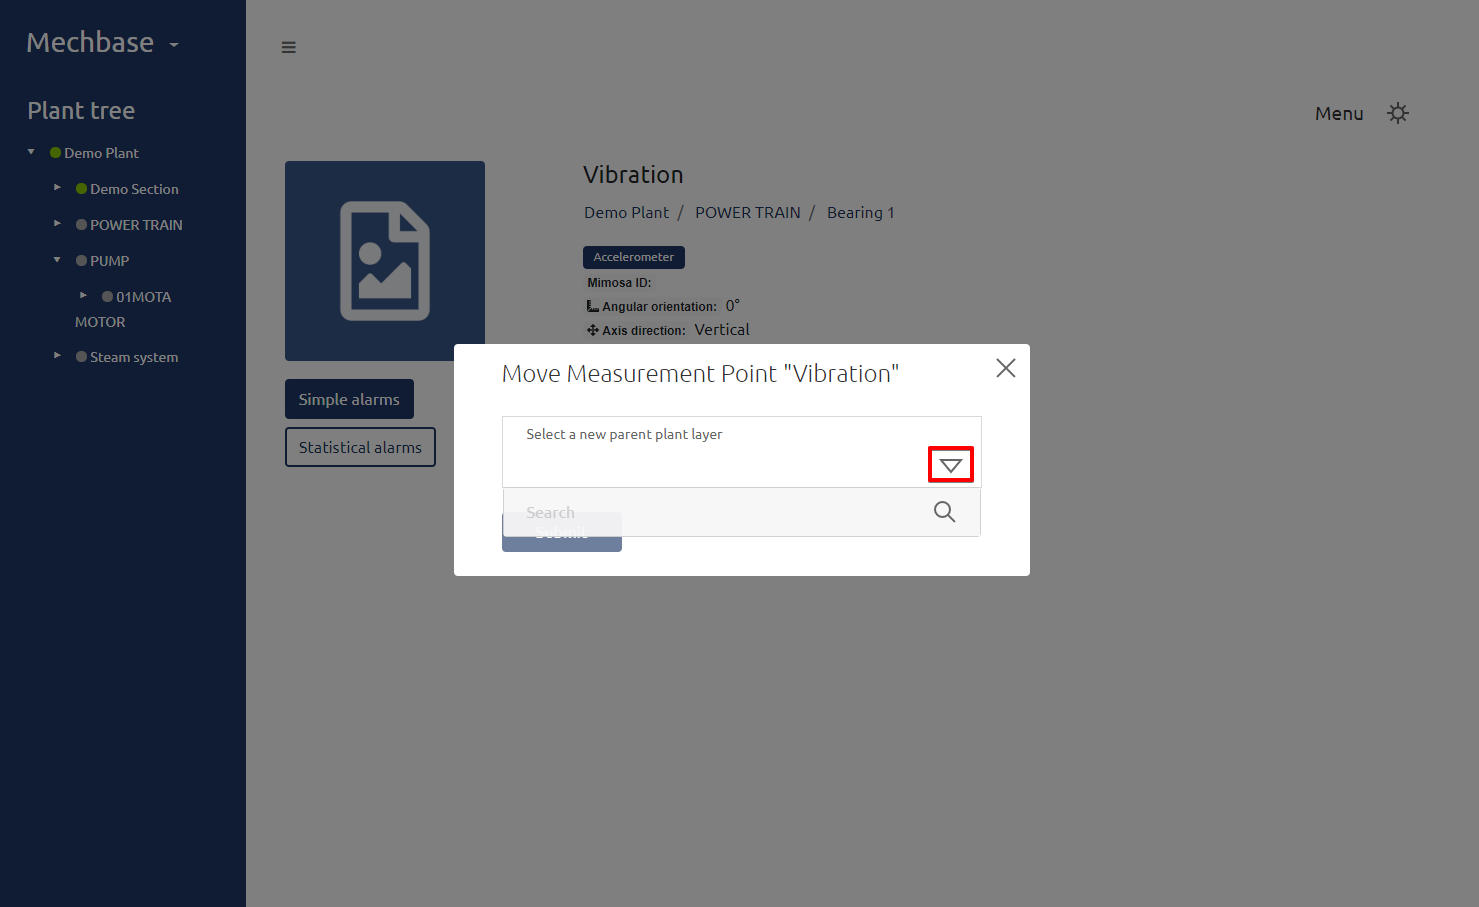 Mechbase
Plant tree
Demo Plant
Demo Section
POWER TRAIN
PUMP
01MOTA
MOTOR
Steam system
Menu
Vibration
Demo Plant / POWER TRAIN / Bearing 1
Accelerometer
Mimosa ID:
Angular orientation: 0°
Axis direction: Vertical
Simple alarms
Statistical alarms
Move Measurement Point "Vibration"
Select a new parent plant layer
Search
Submit